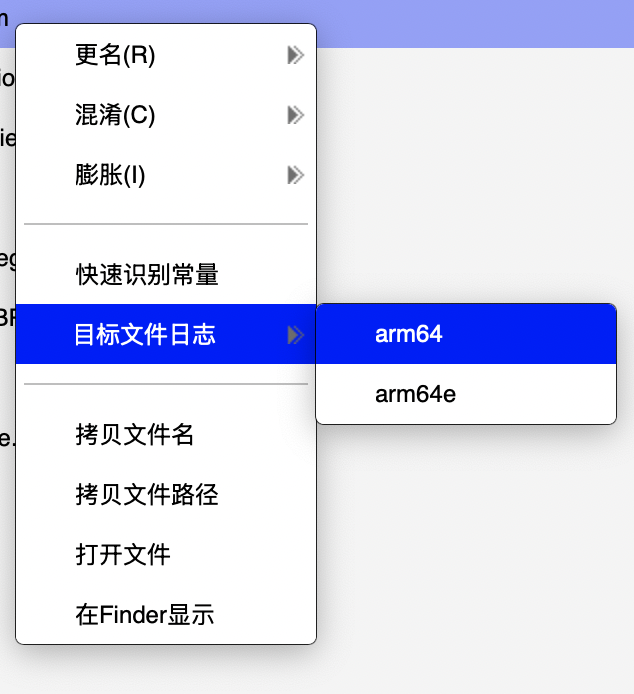 更名(R)
混淆(C)
膨胀(I)
快速识别常量
目标文件日志
arm64
arm64e
拷贝文件名
拷贝文件路径
打开文件
在Finder显示